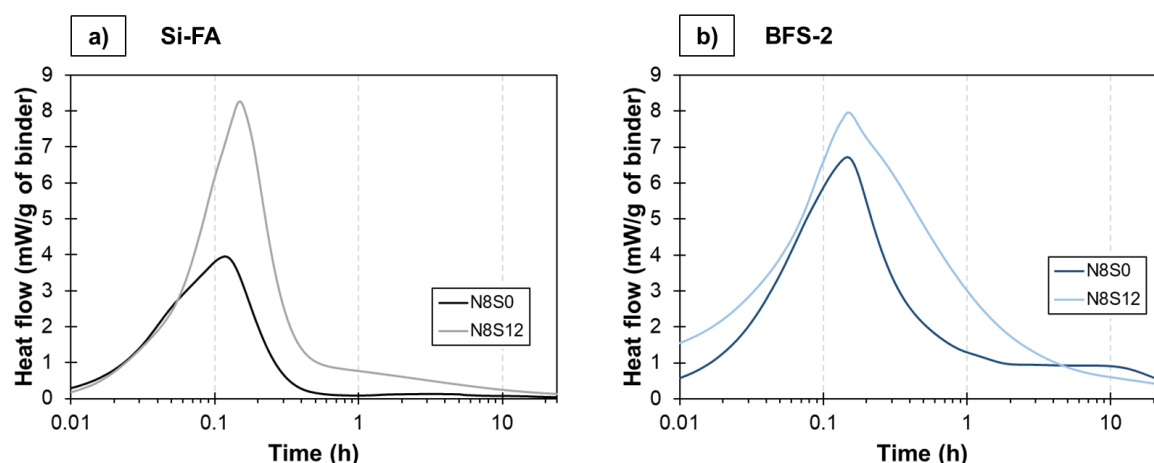 a) Si-FA
Heat flow (mW/g of binder)
9
8
7
6
5
4
3
2
1
0
N8S0
N8S12
0.01 0.1 1 10
Time (h)
b) BFS-2
Heat flow (mW/g of binder)
9
8
7
6
5
4
3
2
1
0
N8S0
N8S12
0.01 0.1 1 10
Time (h)